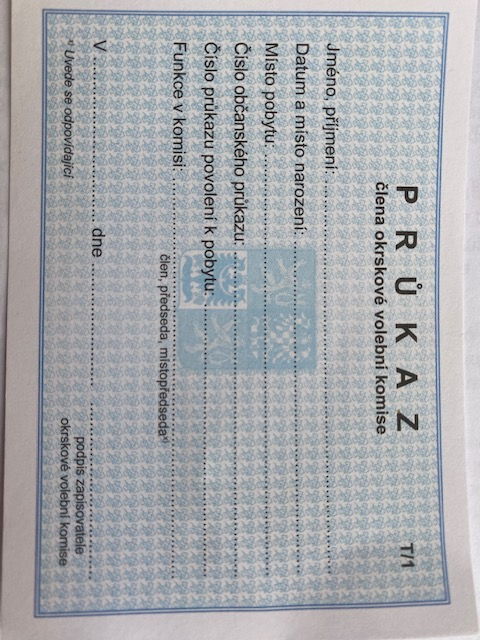 T/1
P R Ů K A Z
člena okrskové volební komise
Jméno, příjmení: ..........................................................................
Datum a místo narození: ..............................................................
Místo pobytu: ..............................................................................
Číslo občanského průkazu: ..........................................................
Číslo průkazu povolení k pobytu: .................................................
Funkce v komisi: ..........................................................................
člen, předseda, místopředseda*)
V .................................... dne .......................... ....................................
podpis zapisovatele
okrskové volební komise
*) Uvede se odpovídající